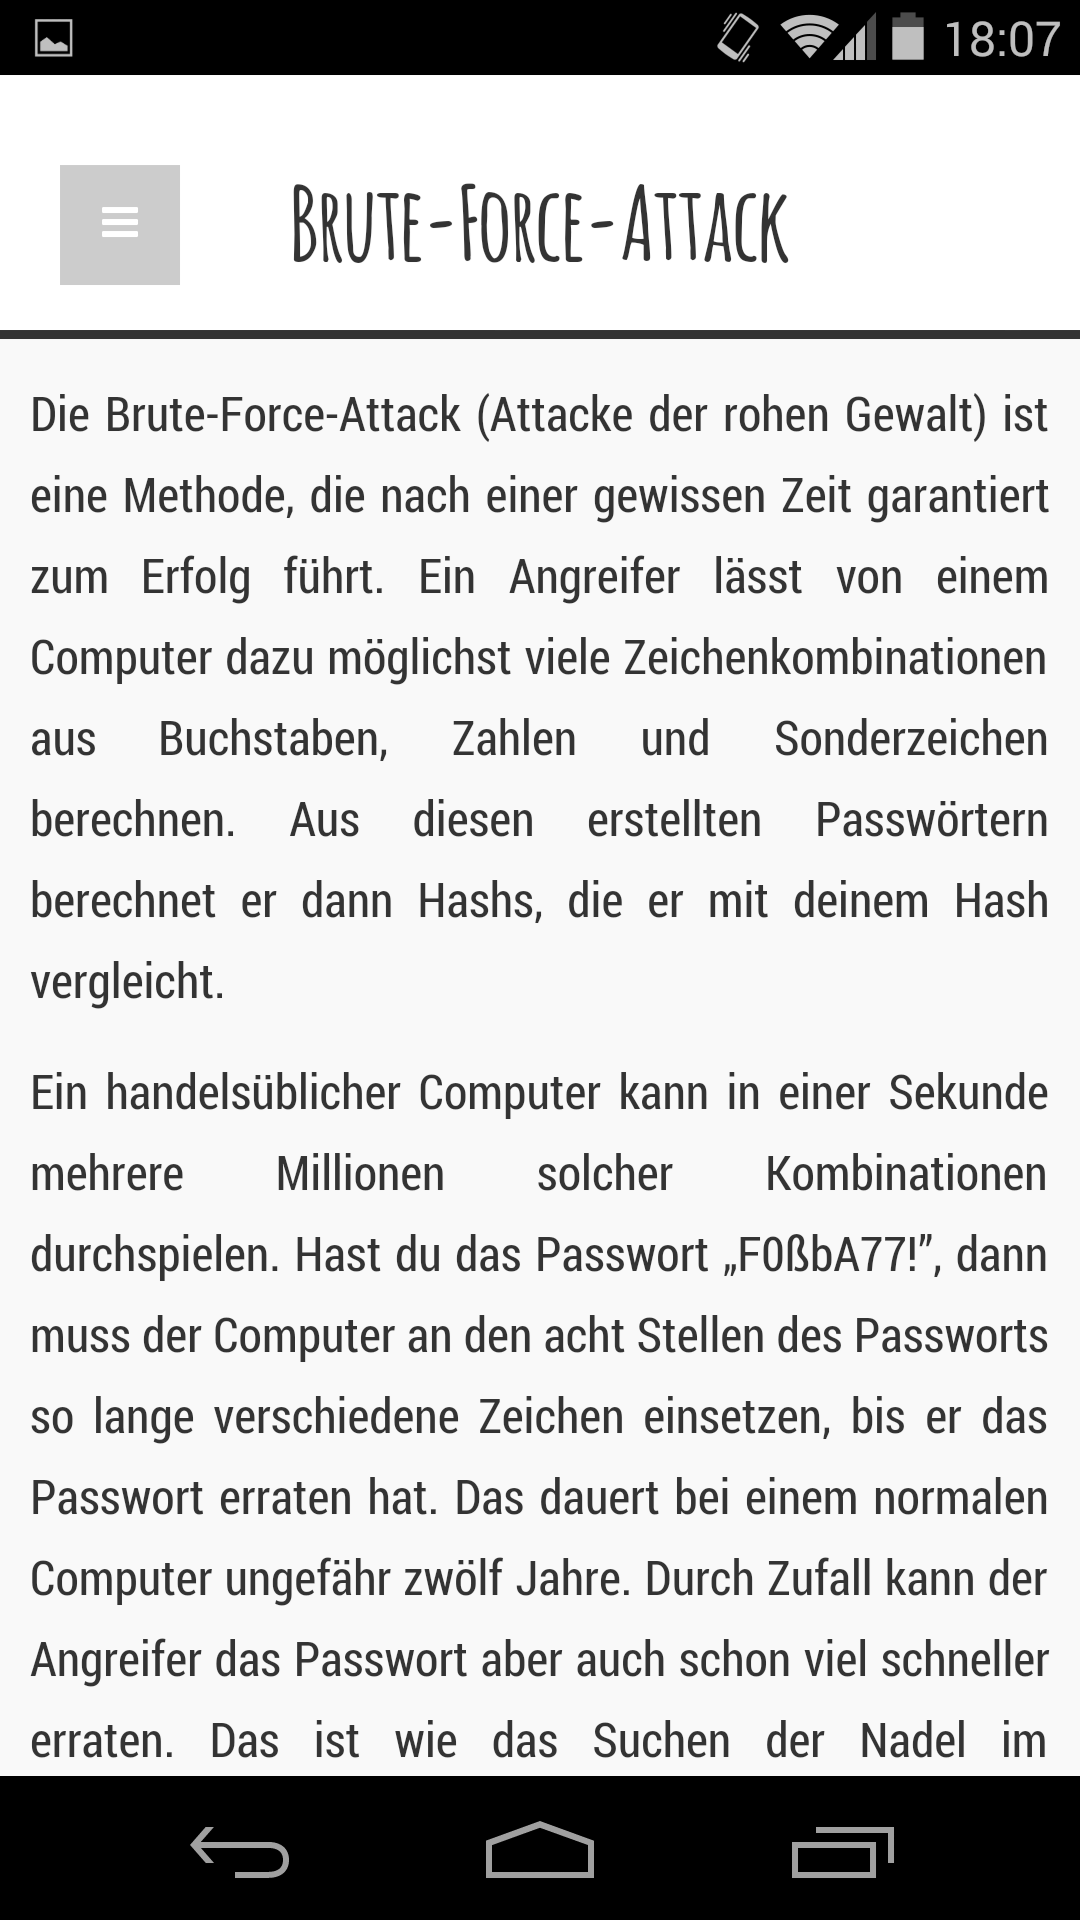 18:07
Brute-Force-Attack
Die Brute-Force-Attack (Attacke der rohen Gewalt) ist
eine Methode, die nach einer gewissen Zeit garantiert
zum Erfolg führt. Ein Angreifer lässt von einem
Computer dazu möglichst viele Zeichenkombinationen
aus Buchstaben, Zahlen und Sonderzeichen
berechnen. Aus diesen erstellten Passwörtern
berechnet er dann Hashs, die er mit deinem Hash
vergleicht.
Ein handelsüblicher Computer kann in einer Sekunde
mehrere Millionen solcher Kombinationen
durchspielen. Hast du das Passwort „F0ßbA77!”, dann
muss der Computer an den acht Stellen des Passworts
so lange verschiedene Zeichen einsetzen, bis er das
Passwort erraten hat. Das dauert bei einem normalen
Computer ungefähr zwölf Jahre. Durch Zufall kann der
Angreifer das Passwort aber auch schon viel schneller
erraten. Das ist wie das Suchen der Nadel im